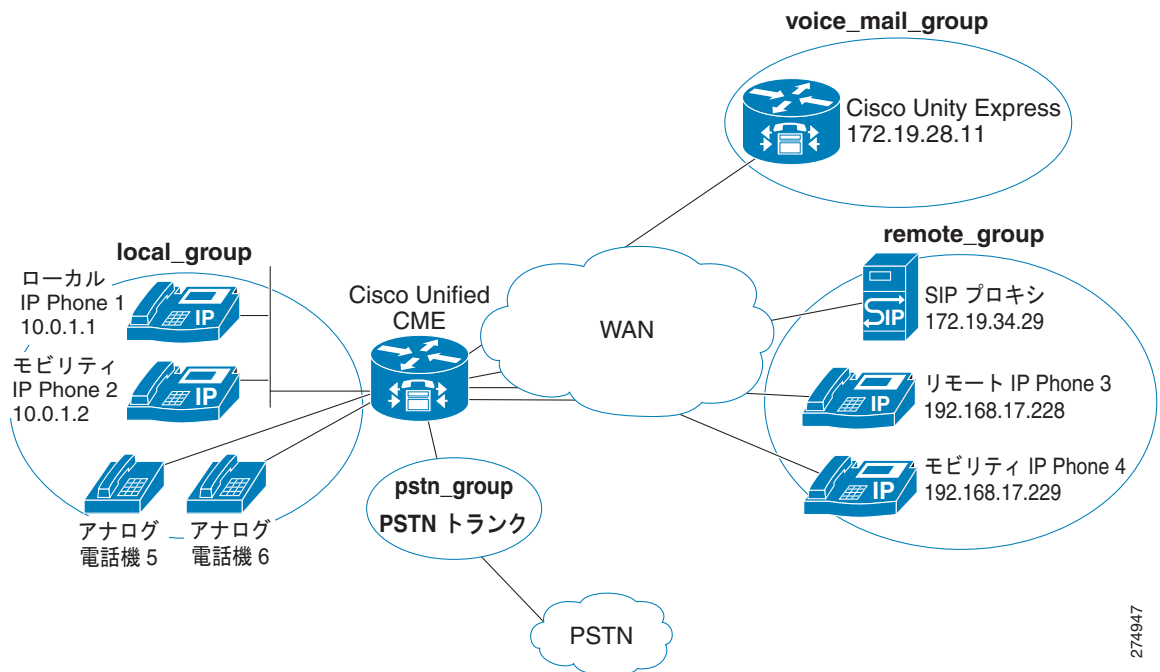 voice_mail_group
Cisco Unity Express
172.19.28.11
local_group
ローカル
IP Phone 1
10.0.1.1
IP
モビリティ
IP Phone 2
10.0.1.2
IP
アナログ
電話機 5
アナログ
電話機 6
Cisco Unified
CME
WAN
remote_group
SIP
SIP プロキシ
172.19.34.29
IP
リモート IP Phone 3
192.168.17.228
IP
モビリティ IP Phone 4
192.168.17.229
pstn_group
PSTN トランク
PSTN
274947